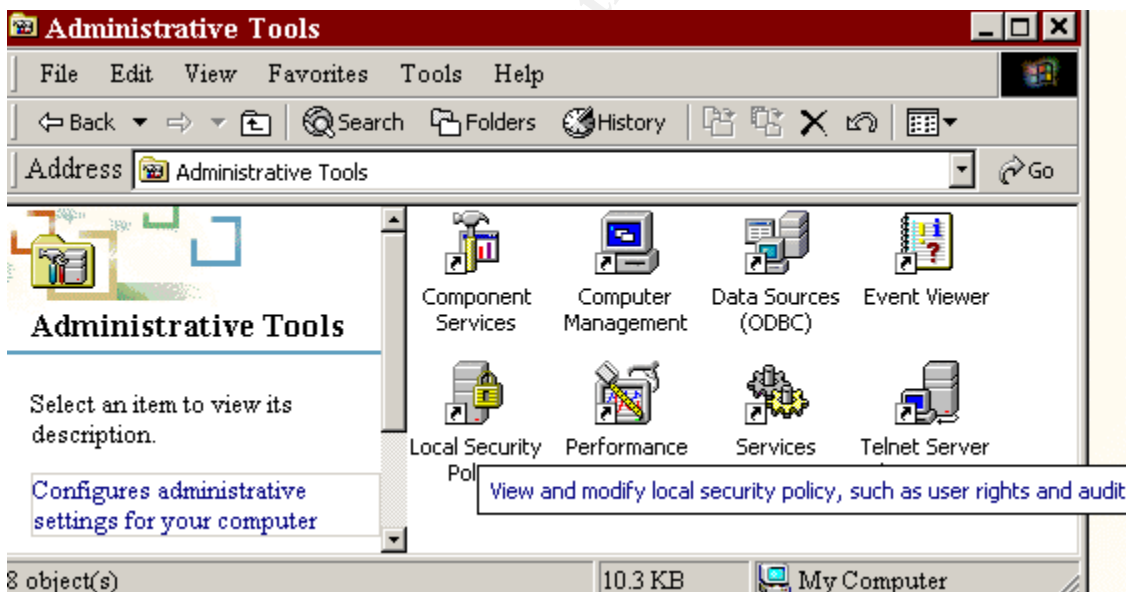 Administrative Tools
File Edit View Favorites Tools Help
Back Search Folders History
Address Administrative Tools Go
Administrative Tools
Select an item to view its
description.
Configures administrative
settings for your computer
Component
Services
Computer
Management
Data Sources
(ODBC)
Event Viewer
Local Security
Pol
Performance
Services
Telnet Server
View and modify local security policy, such as user rights and audit
8 object(s) 10.3 KB My Computer